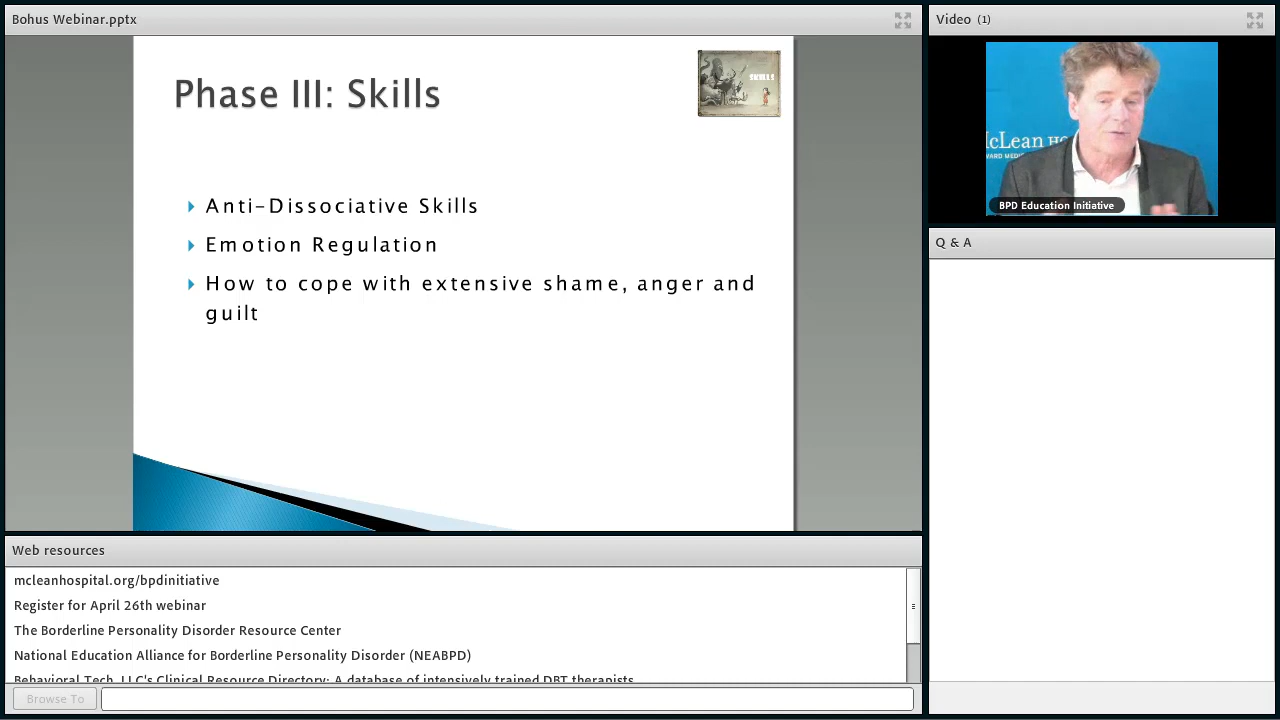 Bohus Webinar.pptx
Phase III: Skills
SKILLS
Anti-Dissociative Skills
Emotion Regulation
How to cope with extensive shame, anger and
guilt
Web resources
mcleanhospital.org/bpdinitiative
Register for April 26th webinar
The Borderline Personality Disorder Resource Center
National Education Alliance for Borderline Personality Disorder (NEABPD)
Behavioral Tech, LLC's Clinical Resource Directory: A database of intensively trained DBT therapists
Browse To
Video (1)
McLean HO
WARD MEDIC
BPD Education Initiative
Q & A